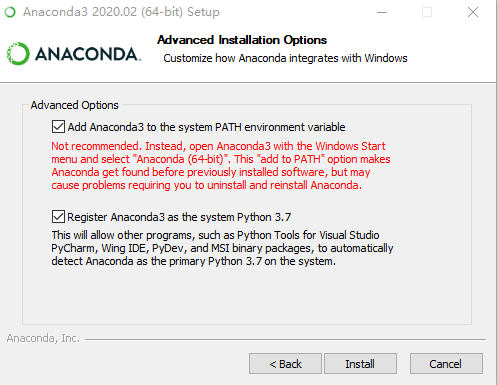 Anaconda3 2020.02 (64-bit) Setup
ANACONDA.
Advanced Installation Options
Customize how Anaconda integrates with Windows
Advanced Options
Add Anaconda3 to the system PATH environment variable
Not recommended. Instead, open Anaconda3 with the Windows Start
menu and select "Anaconda (64-bit)". This "add to PATH" option makes
Anaconda get found before previously installed software, but may
cause problems requiring you to uninstall and reinstall Anaconda.
Register Anaconda3 as the system Python 3.7
This will allow other programs, such as Python Tools for Visual Studio
PyCharm, Wing IDE, PyDev, and MSI binary packages, to automatically
detect Anaconda as the primary Python 3.7 on the system.
Anaconda, Inc.
< Back
Install
Cancel